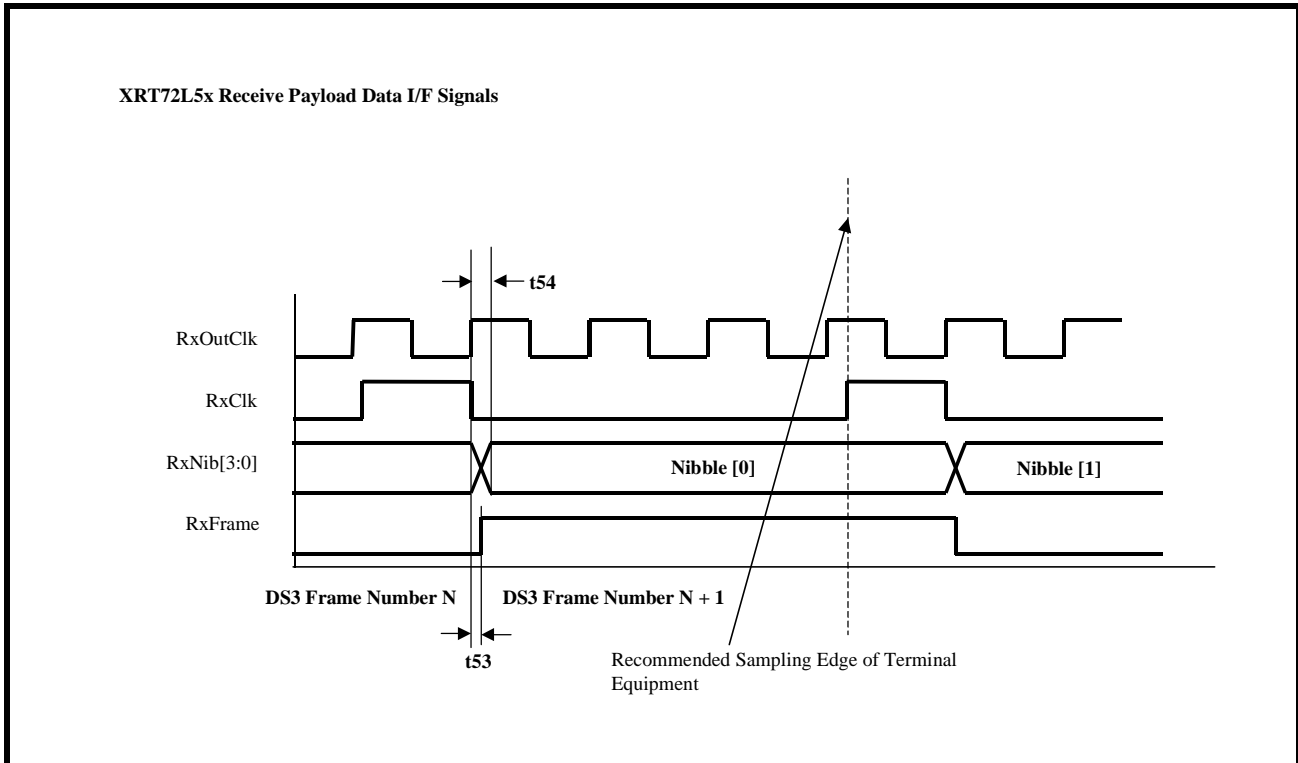 XRT72L5x Receive Payload Data I/F Signals
t54
RxOutClk
RxClk
RxNib[3:0]
Nibble [0]
Nibble [1]
RxFrame
DS3 Frame Number N
DS3 Frame Number N + 1
t53
Recommended Sampling Edge of Terminal
Equipment